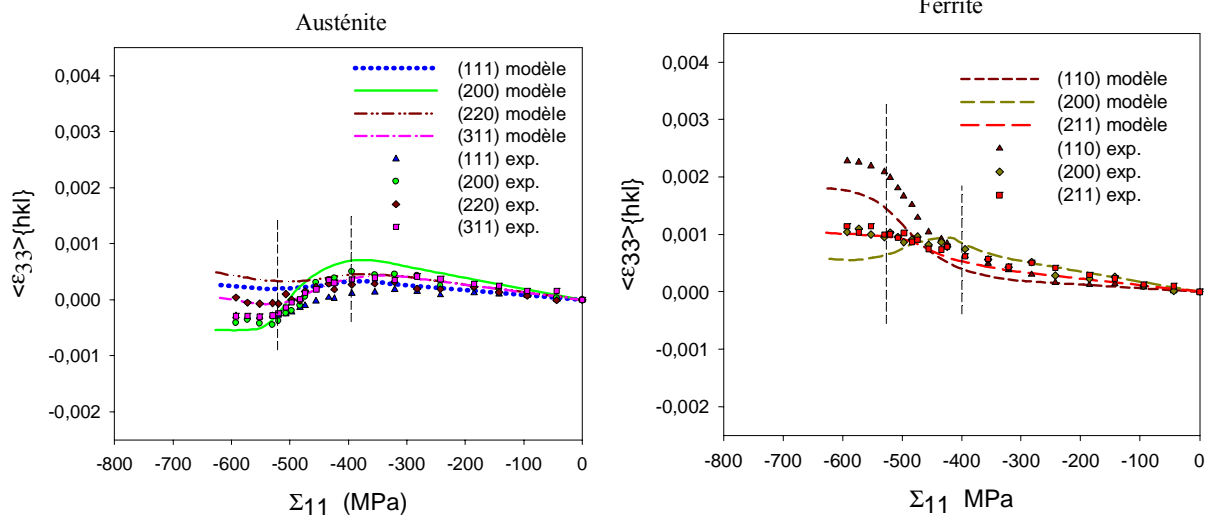 Austénite
0,004
0,003
0,002
0,001
0,000
-0,001
-0,002
<ε33>{hkl}
(111) modèle
(200) modèle
(220) modèle
(311) modèle
(111) exp.
(200) exp.
(220) exp.
(311) exp.
-800 -700 -600 -500 -400 -300 -200 -100 0
Σ11 (MPa)
Ferrite
0,004
0,003
0,002
0,001
0,000
-0,001
-0,002
<ε33>{hkl}
(110) modèle
(200) modèle
(211) modèle
(110) exp.
(200) exp.
(211) exp.
-800 -700 -600 -500 -400 -300 -200 -100 0
Σ11 MPa